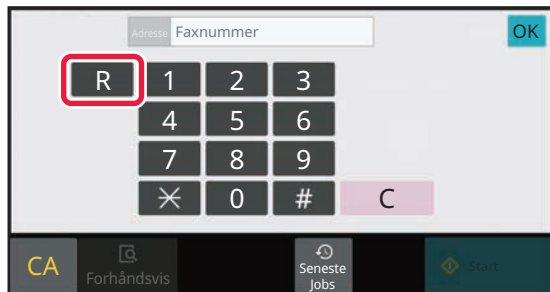 Adresse Faxnummer OK
R 1 2 3
4 5 6
7 8 9
* 0 # C
CA Forhåndsvis Seneste Jobs Start